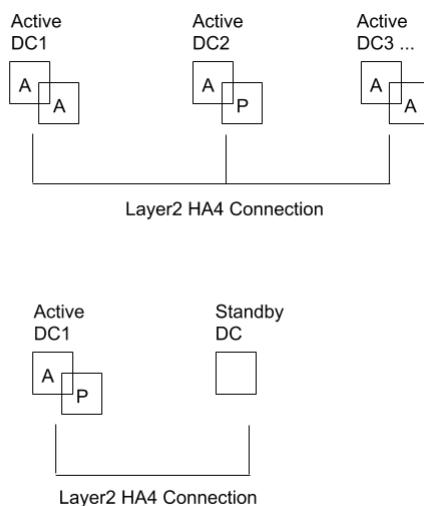 Active Active Active
DC1 DC2 DC3 ...
A A A
A P A
Layer2 HA4 Connection
Active Standby
DC1 DC
A
P
Layer2 HA4 Connection